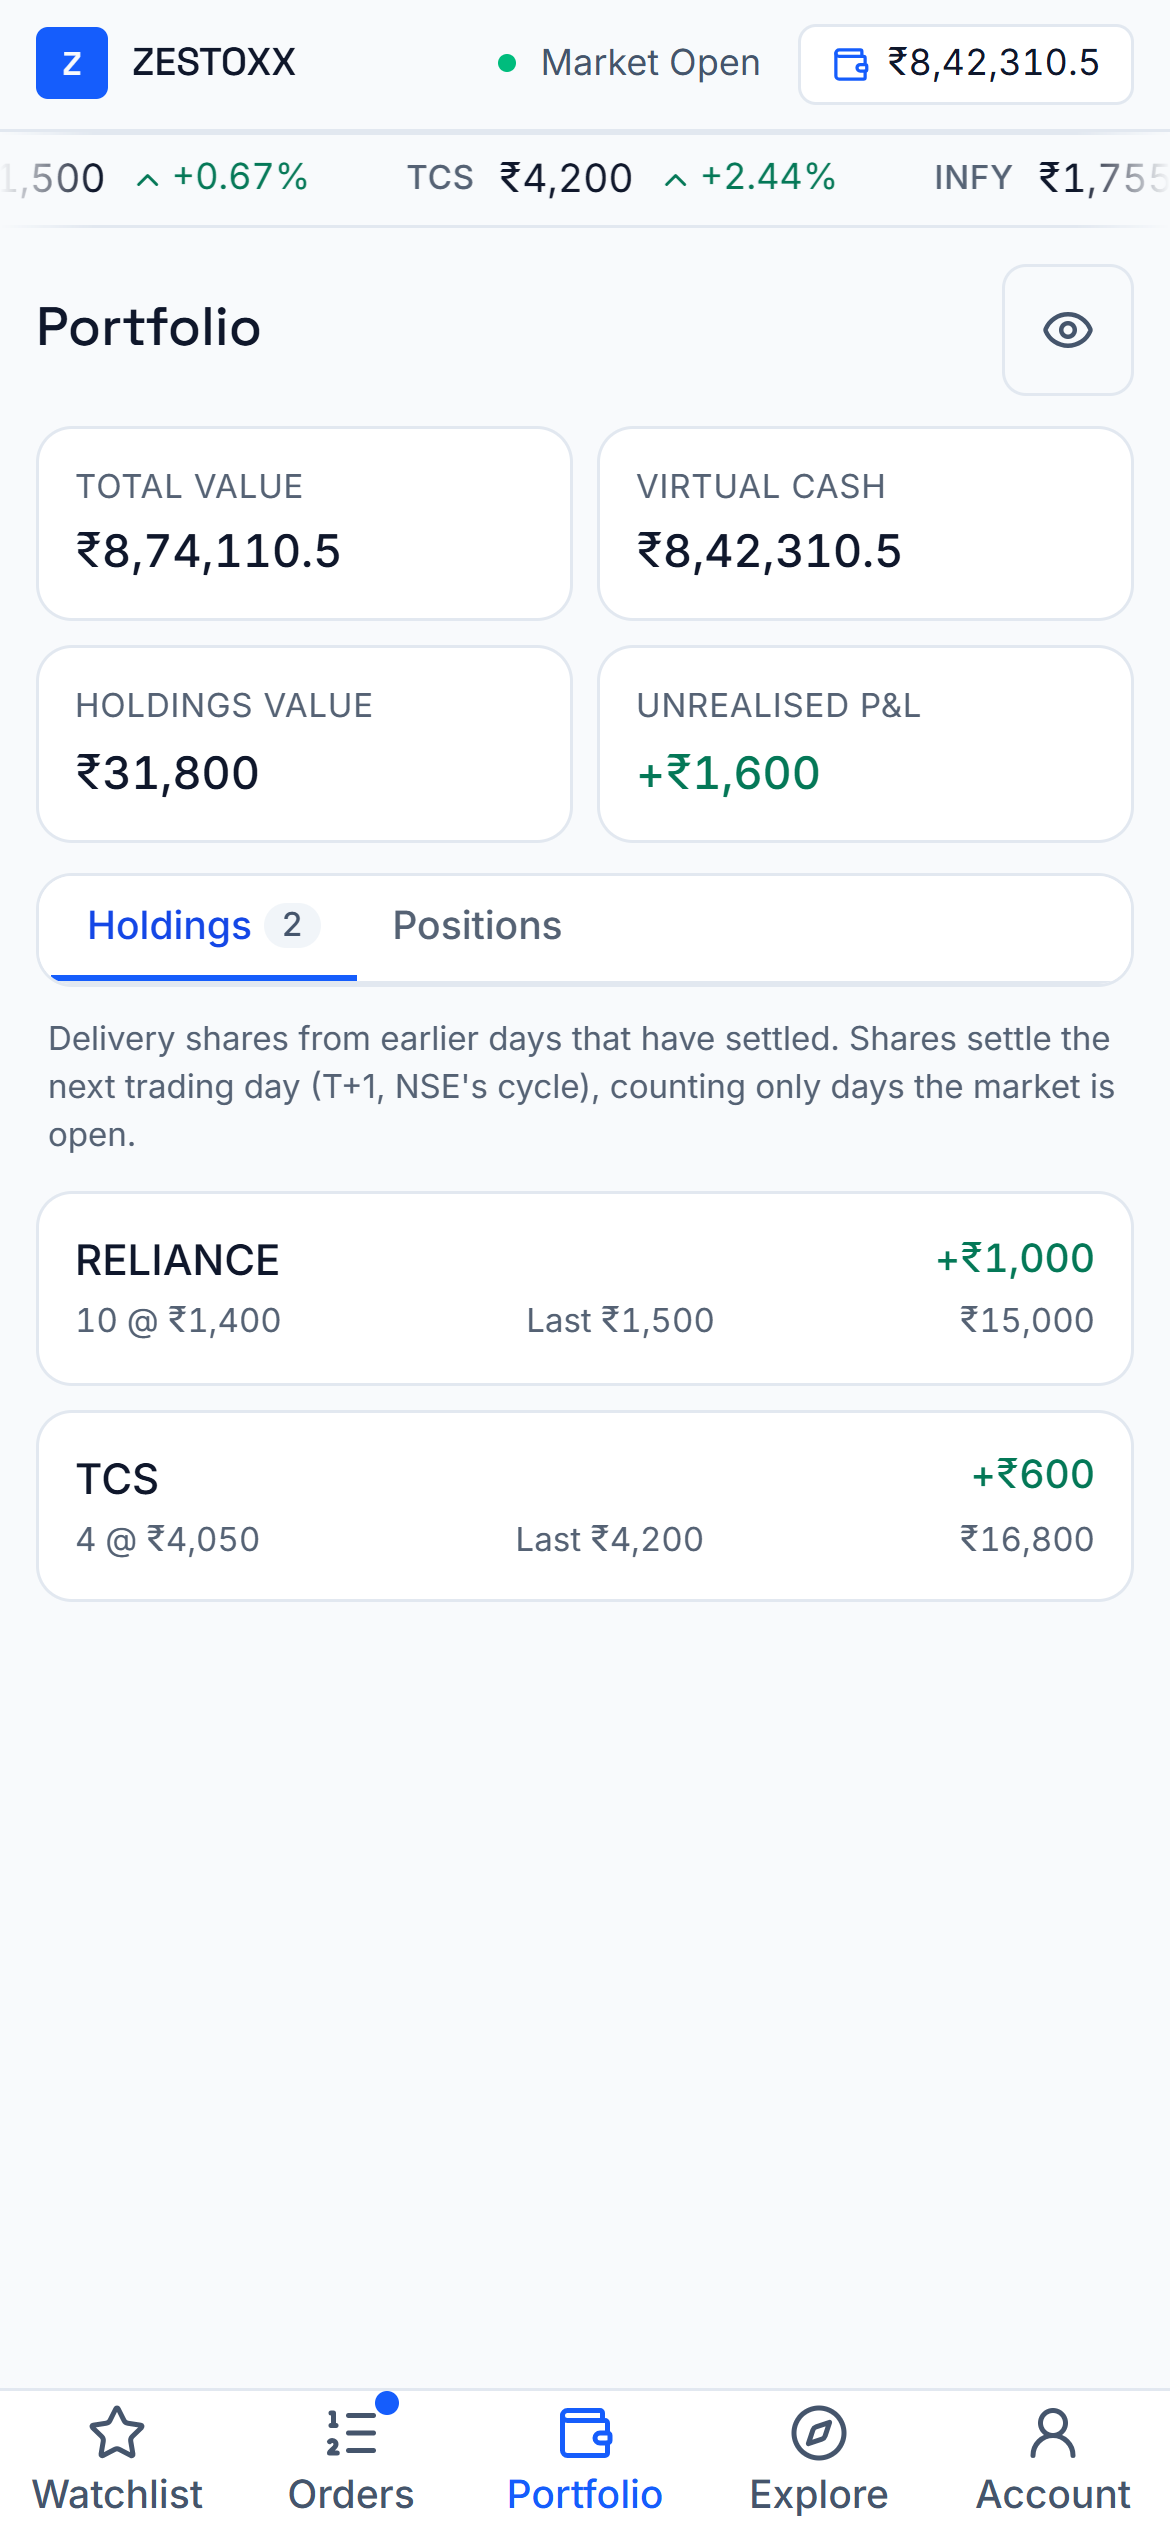 Z ZESTOXX Market Open ₹8,42,310.5
1,500 +0.67% TCS ₹4,200 +2.44% INFY ₹1,755
Portfolio
TOTAL VALUE VIRTUAL CASH
₹8,74,110.5 ₹8,42,310.5
HOLDINGS VALUE UNREALISED P&L
₹31,800 +₹1,600
Holdings 2 Positions
Delivery shares from earlier days that have settled. Shares settle the
next trading day (T+1, NSE's cycle), counting only days the market is
open.
RELIANCE +₹1,000
10 @ ₹1,400 Last ₹1,500 ₹15,000
TCS +₹600
4 @ ₹4,050 Last ₹4,200 ₹16,800
Watchlist Orders Portfolio Explore Account